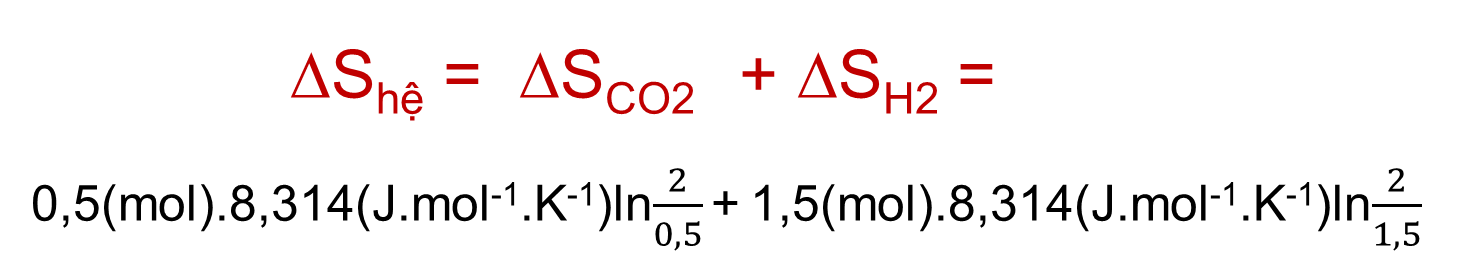 ΔSₕệ = ΔS_CO2 + ΔS_H2 =
0,5(mol).8,314(J.mol⁻¹.K⁻¹)ln 2/0,5 + 1,5(mol).8,314(J.mol⁻¹.K⁻¹)ln 2/1,5